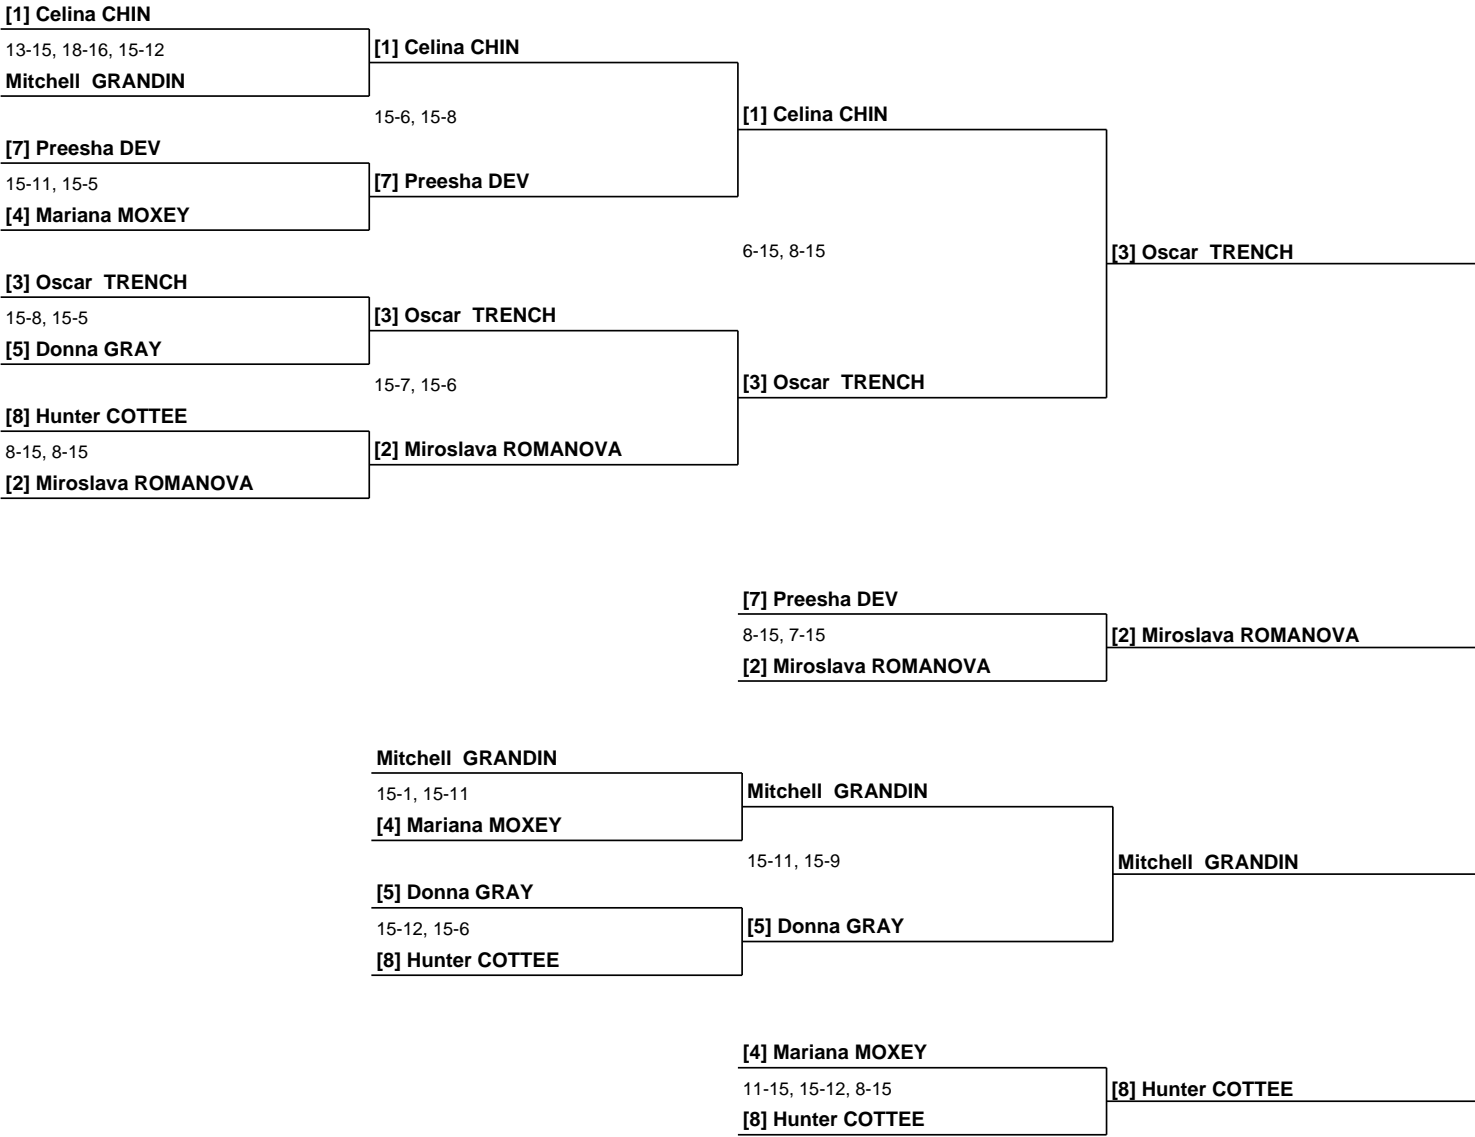 [1] Celina CHIN
13-15, 18-16, 15-12
Mitchell  GRANDIN
[1] Celina CHIN
15-6, 15-8
[7] Preesha DEV
15-11, 15-5
[4] Mariana MOXEY
[7] Preesha DEV
[1] Celina CHIN
6-15, 8-15
[3] Oscar  TRENCH
[3] Oscar  TRENCH
15-8, 15-5
[5] Donna GRAY
[3] Oscar  TRENCH
15-7, 15-6
[8] Hunter COTTEE
8-15, 8-15
[2] Miroslava ROMANOVA
[2] Miroslava ROMANOVA
[3] Oscar  TRENCH
[7] Preesha DEV
8-15, 7-15
[2] Miroslava ROMANOVA
[2] Miroslava ROMANOVA
Mitchell  GRANDIN
15-1, 15-11
[4] Mariana MOXEY
Mitchell  GRANDIN
15-11, 15-9
Mitchell  GRANDIN
[5] Donna GRAY
15-12, 15-6
[8] Hunter COTTEE
[5] Donna GRAY
[4] Mariana MOXEY
11-15, 15-12, 8-15
[8] Hunter COTTEE
[8] Hunter COTTEE